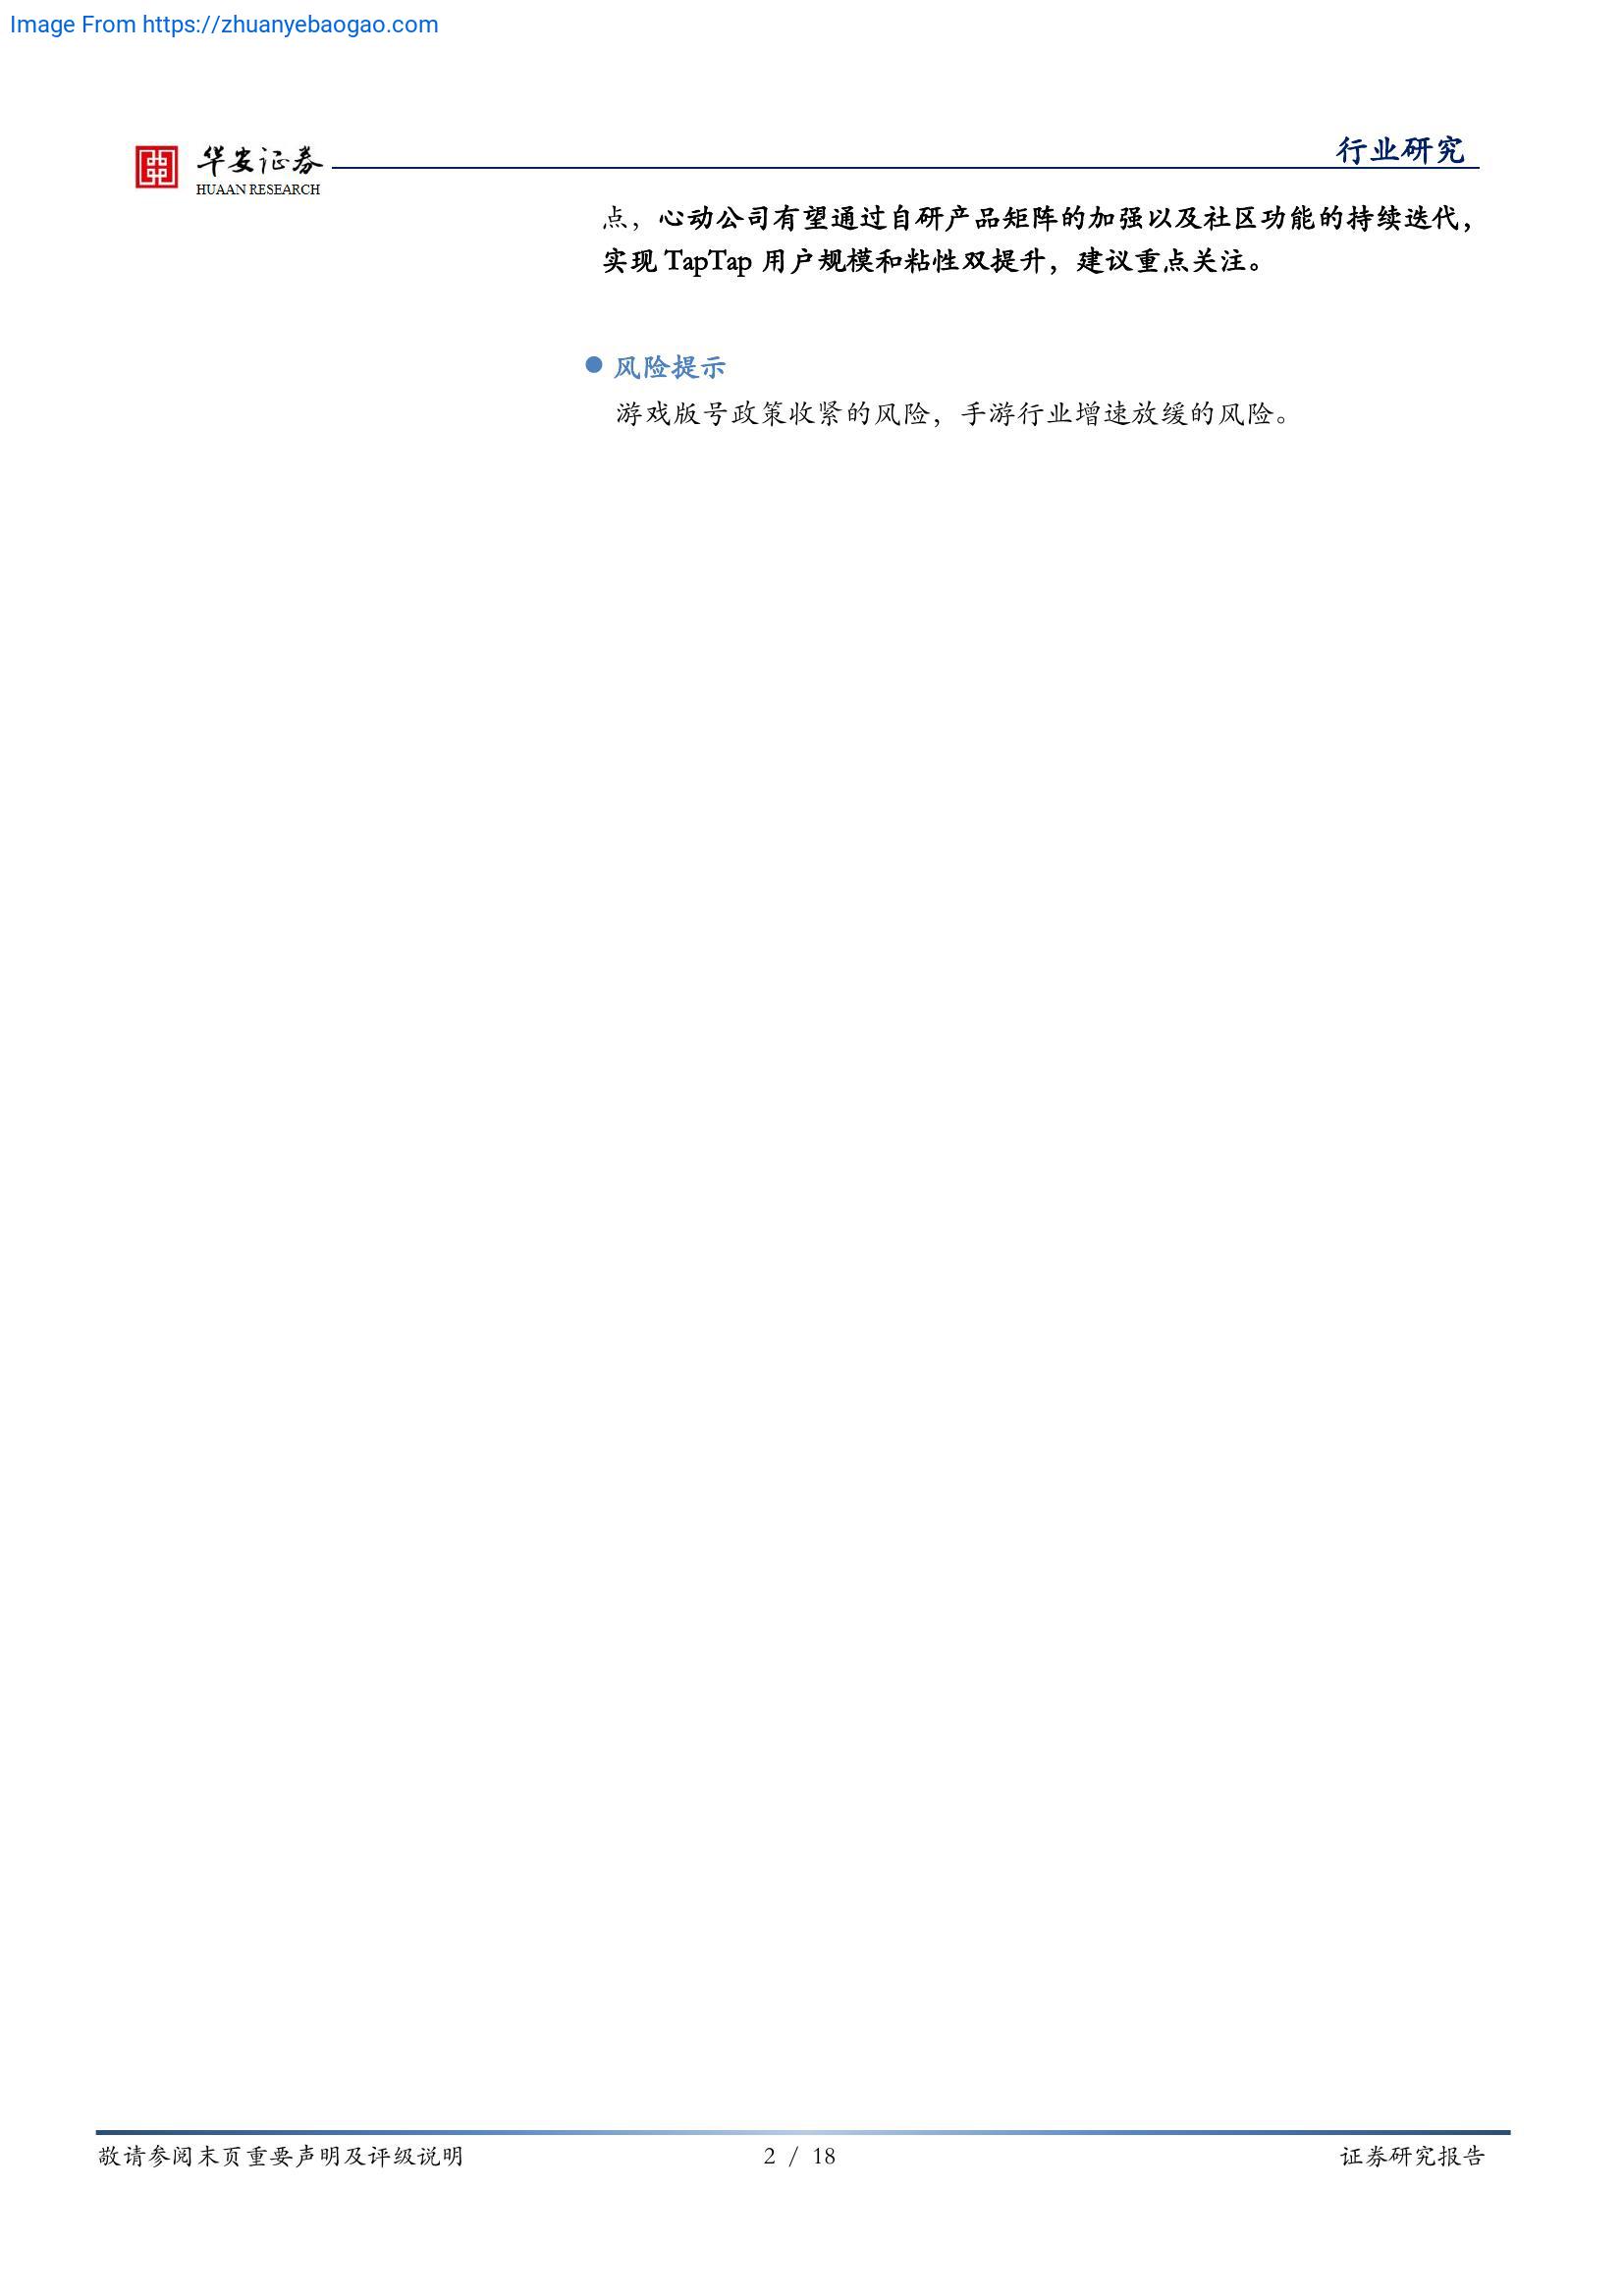 Image From https://zhuanyebaogao.com
华安证券
HUAAN RESEARCH
行业研究
点，心动公司有望通过自研产品矩阵的加强以及社区功能的持续迭代，
实现 TapTap 用户规模和粘性双提升，建议重点关注。
● 风险提示
游戏版号政策收紧的风险，手游行业增速放缓的风险。
敬请参阅末页重要声明及评级说明
2 / 18
证券研究报告